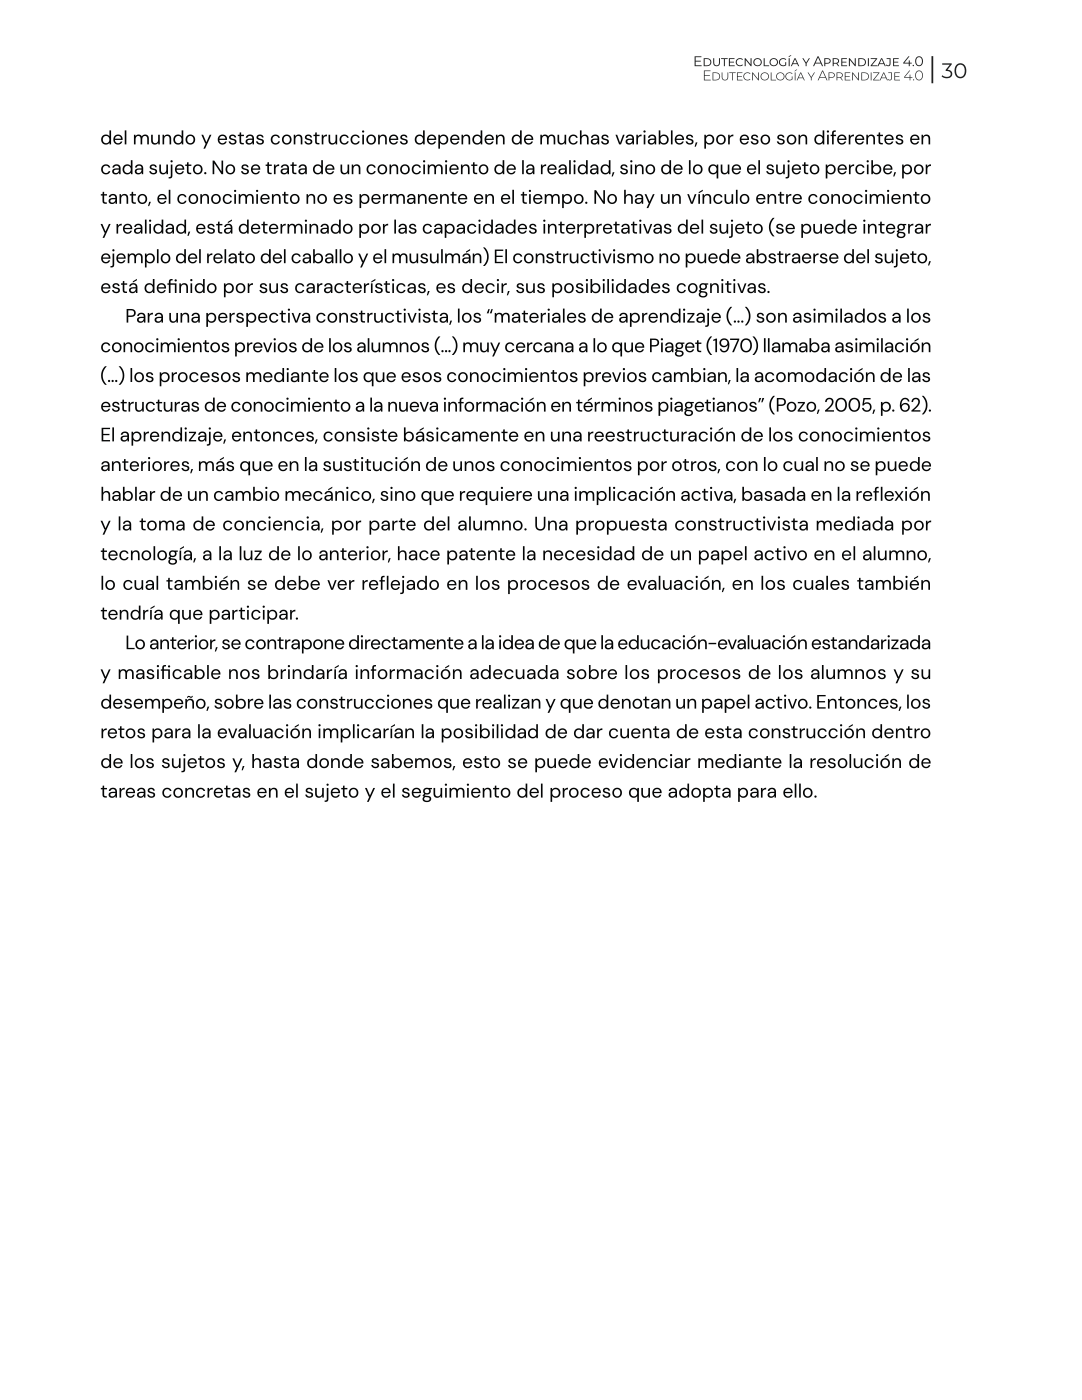 Edutecnología y Aprendizaje 4.0
Edutecnología y Aprendizaje 4.0
30
del mundo y estas construcciones dependen de muchas variables, por eso son diferentes en
cada sujeto. No se trata de un conocimiento de la realidad, sino de lo que el sujeto percibe, por
tanto, el conocimiento no es permanente en el tiempo. No hay un vínculo entre conocimiento
y realidad, está determinado por las capacidades interpretativas del sujeto (se puede integrar
ejemplo del relato del caballo y el musulmán) El constructivismo no puede abstraerse del sujeto,
está definido por sus características, es decir, sus posibilidades cognitivas.
Para una perspectiva constructivista, los “materiales de aprendizaje (...) son asimilados a los
conocimientos previos de los alumnos (...) muy cercana a lo que Piaget (1970) llamaba asimilación
(...) los procesos mediante los que esos conocimientos previos cambian, la acomodación de las
estructuras de conocimiento a la nueva información en términos piagetianos” (Pozo, 2005, p. 62).
El aprendizaje, entonces, consiste básicamente en una reestructuración de los conocimientos
anteriores, más que en la sustitución de unos conocimientos por otros, con lo cual no se puede
hablar de un cambio mecánico, sino que requiere una implicación activa, basada en la reflexión
y la toma de conciencia, por parte del alumno. Una propuesta constructivista mediada por
tecnología, a la luz de lo anterior, hace patente la necesidad de un papel activo en el alumno,
lo cual también se debe ver reflejado en los procesos de evaluación, en los cuales también
tendría que participar.
Lo anterior, se contrapone directamente a la idea de que la educación-evaluación estandarizada
y masificable nos brindaría información adecuada sobre los procesos de los alumnos y su
desempeño, sobre las construcciones que realizan y que denotan un papel activo. Entonces, los
retos para la evaluación implicarían la posibilidad de dar cuenta de esta construcción dentro
de los sujetos y, hasta donde sabemos, esto se puede evidenciar mediante la resolución de
tareas concretas en el sujeto y el seguimiento del proceso que adopta para ello.